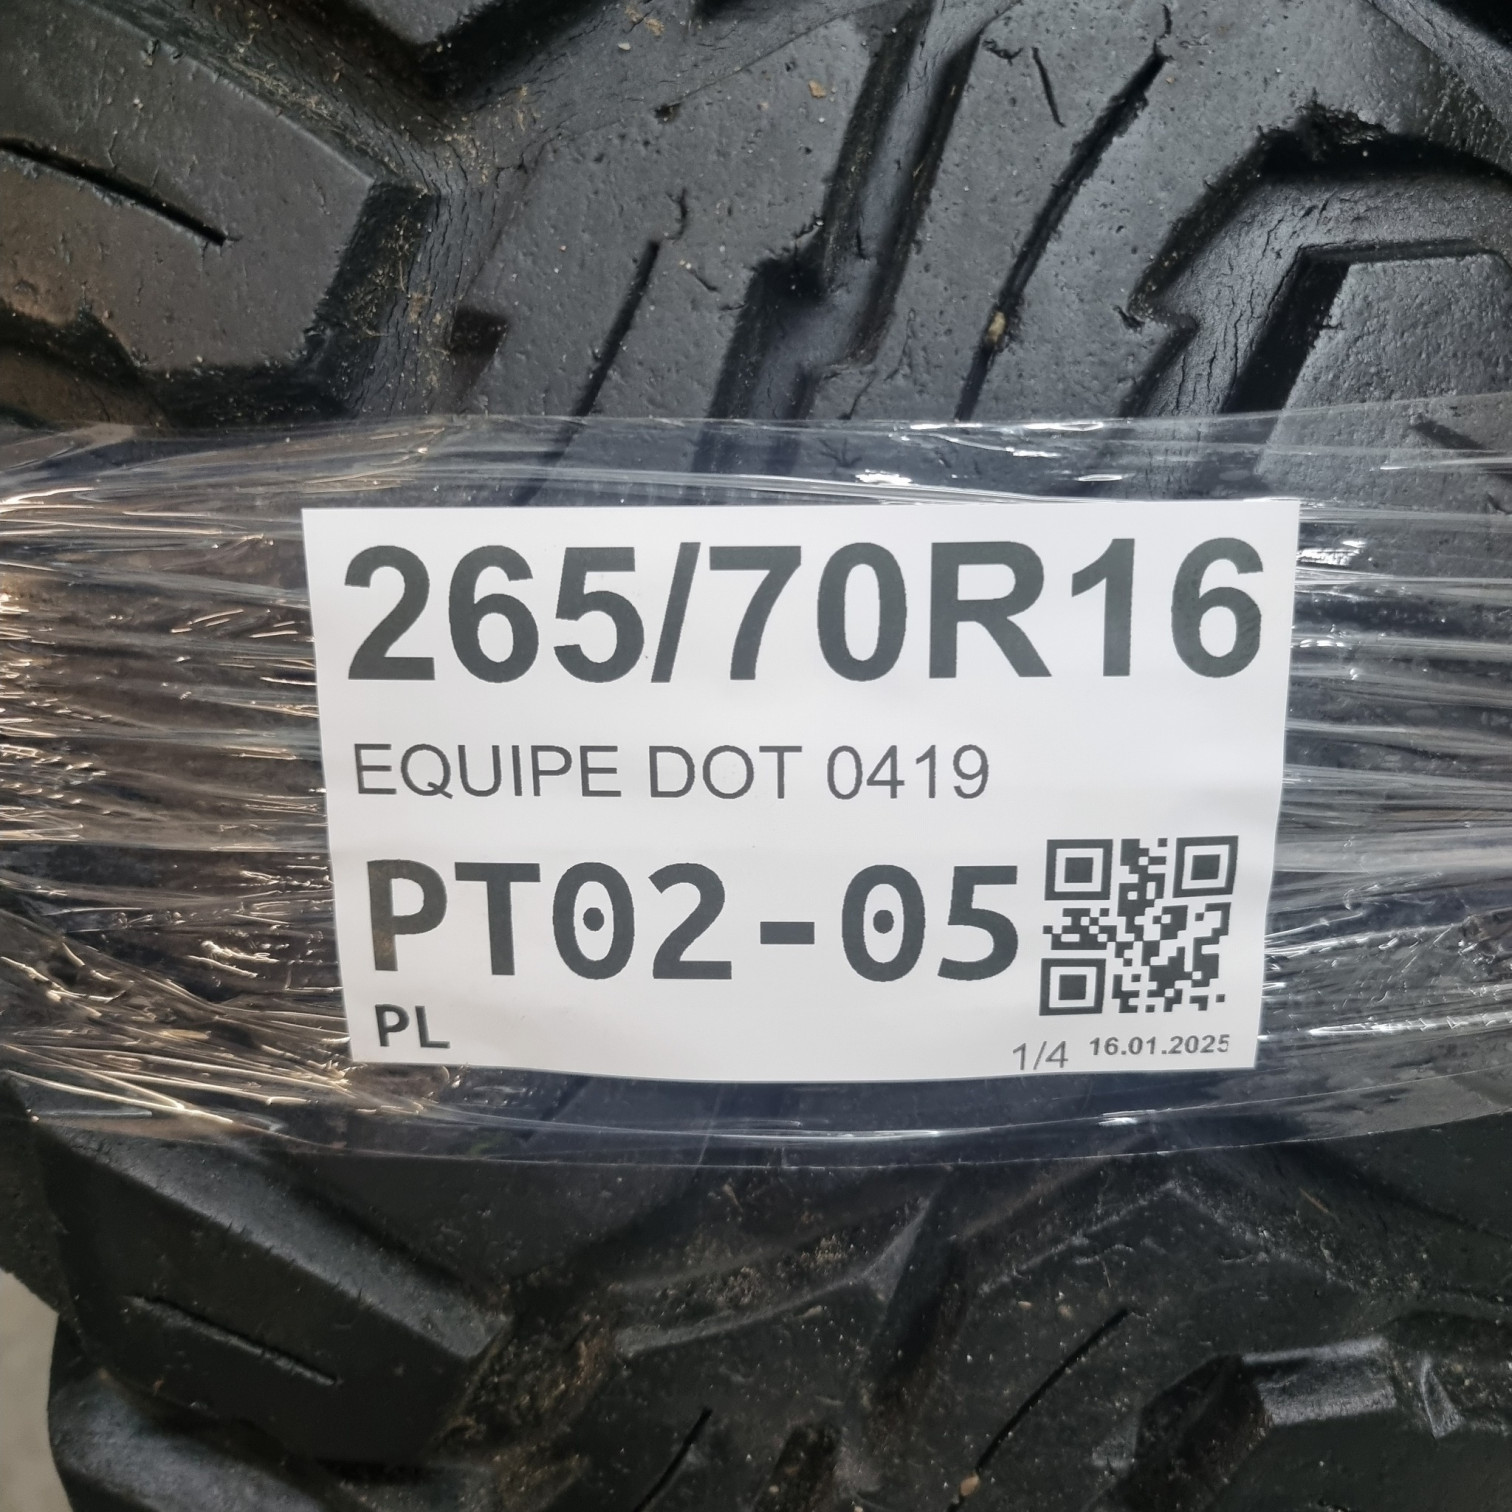 265/70R16
EQUIPE DOT 0419
PT02-05
PL
1/4 16.01.2025